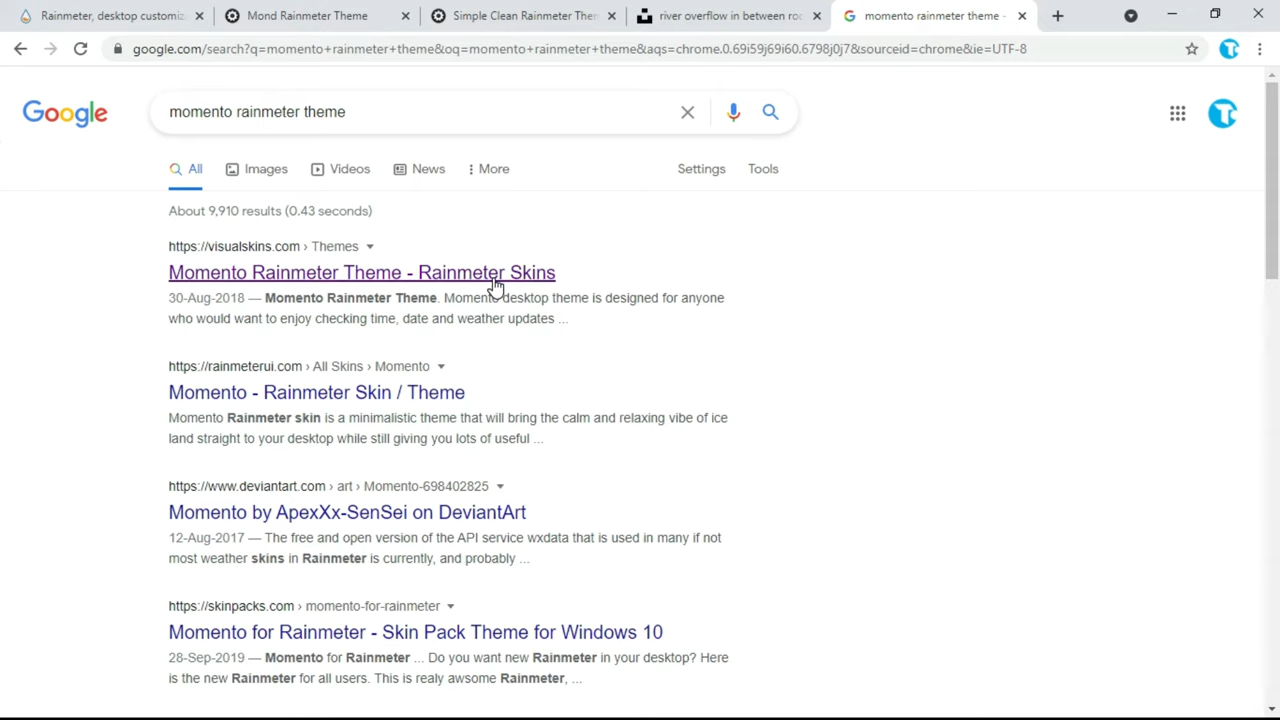 Rainmeter, desktop customiz
Mond Rainmeter Theme
Simple Clean Rainmeter Them
river overflow in between roc
momento rainmeter theme -
google.com/search?q=momento+rainmeter+theme&oq=momento+rainmeter+theme&aqs=chrome.0.69i59j69i60.6798j0j7&sourceid=chrome&ie=UTF-8
Google
momento rainmeter theme
All
Images
Videos
News
More
Settings
Tools
About 9,910 results (0.43 seconds)
https://visualskins.com › Themes
Momento Rainmeter Theme - Rainmeter Skins
30-Aug-2018 — Momento Rainmeter Theme. Momento desktop theme is designed for anyone
who would want to enjoy checking time, date and weather updates ...
https://rainmeterui.com › All Skins › Momento
Momento - Rainmeter Skin / Theme
Momento Rainmeter skin is a minimalistic theme that will bring the calm and relaxing vibe of ice
land straight to your desktop while still giving you lots of useful ...
https://www.deviantart.com › art › Momento-698402825
Momento by ApexXx-SenSei on DeviantArt
12-Aug-2017 — The free and open version of the API service wxdata that is used in many if not
most weather skins in Rainmeter is currently, and probably ...
https://skinpacks.com › momento-for-rainmeter
Momento for Rainmeter - Skin Pack Theme for Windows 10
28-Sep-2019 — Momento for Rainmeter ... Do you want new Rainmeter in your desktop? Here
is the new Rainmeter for all users. This is realy awsome Rainmeter, ...